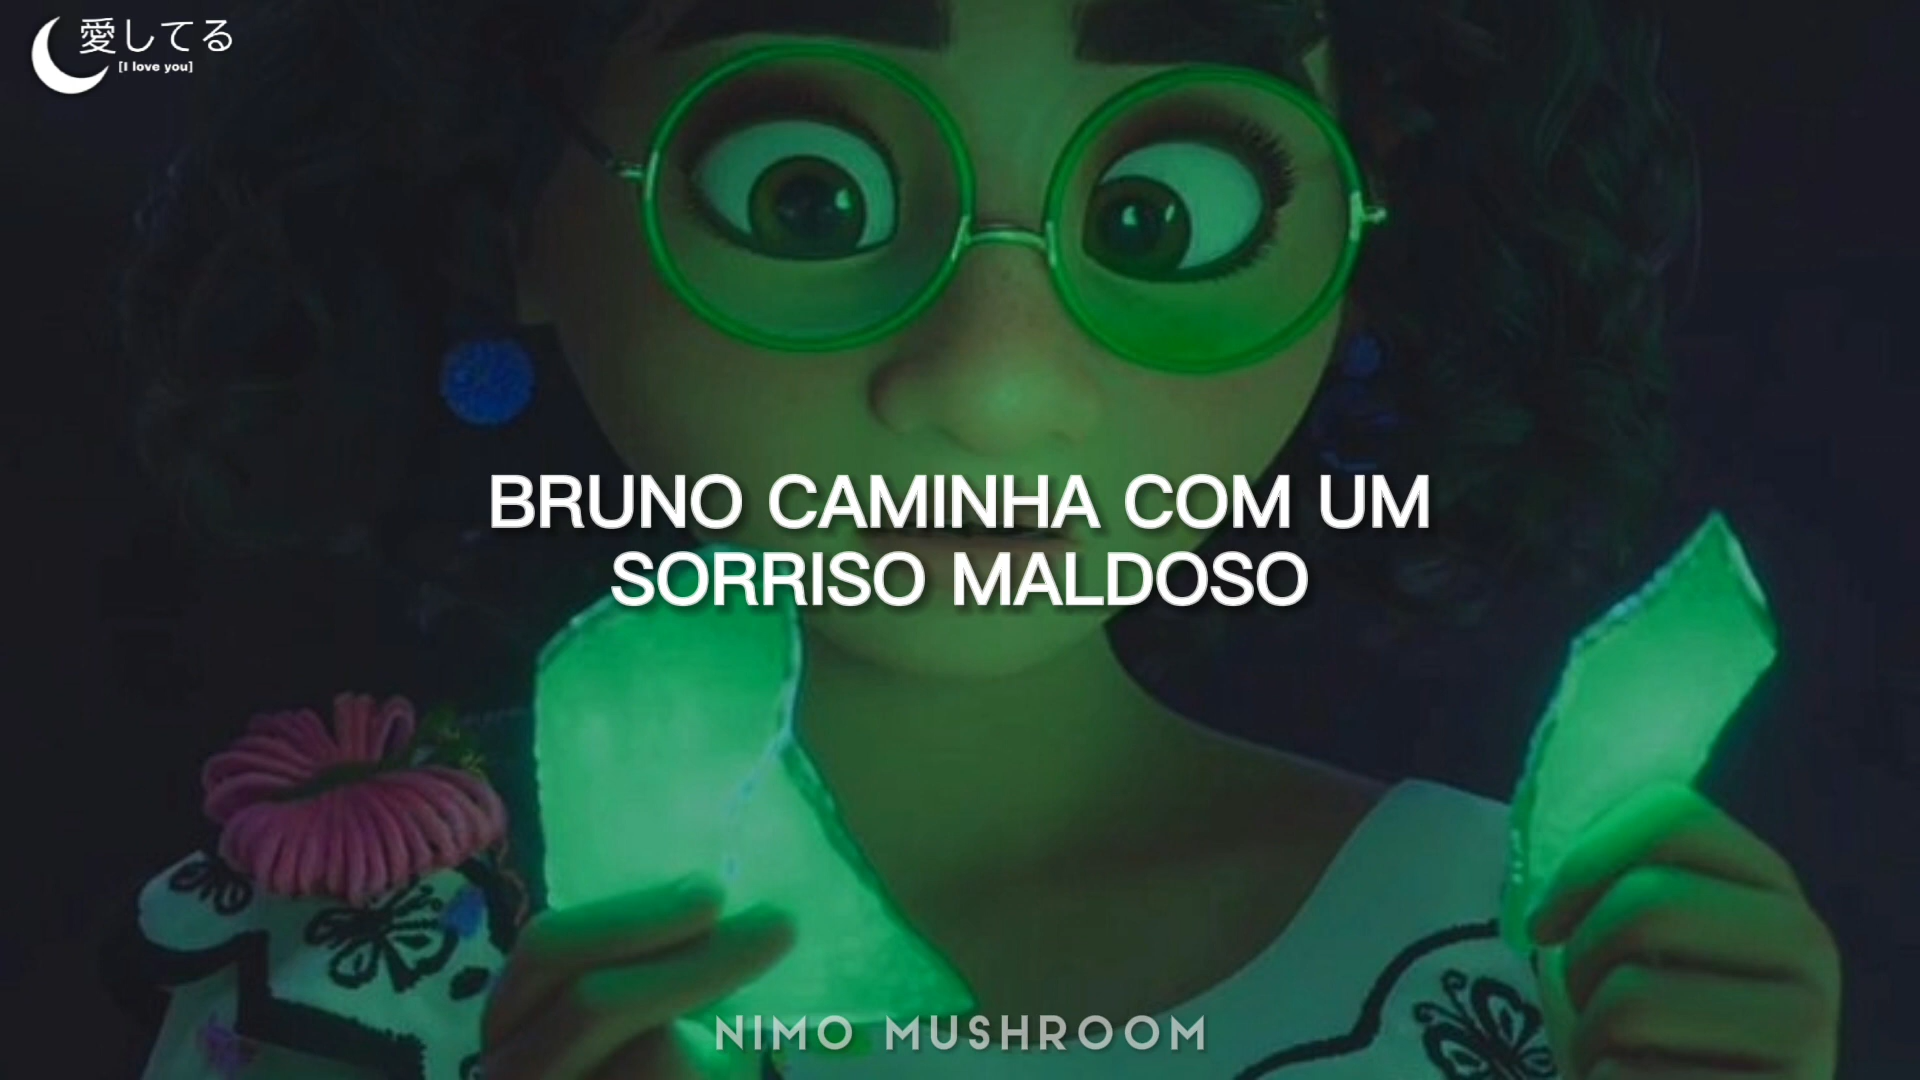 愛してる
[I love you]
BRUNO CAMINHA COM UM
SORRISO MALDOSO
NIMO MUSHROOM